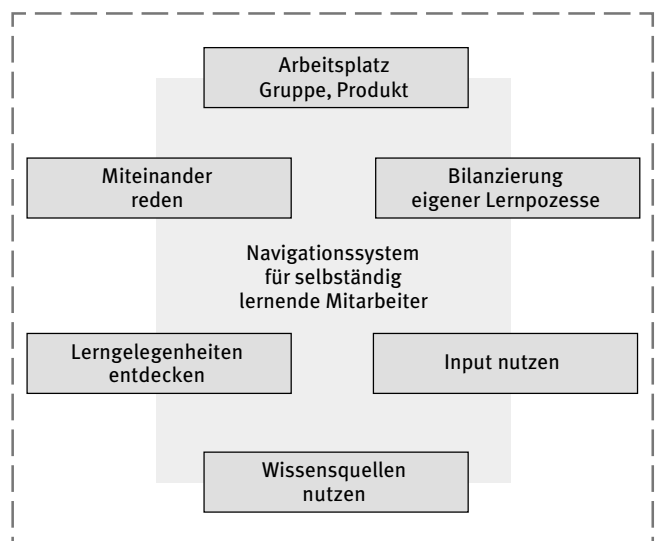 Arbeitsplatz
Gruppe, Produkt
Miteinander
reden
Bilanzierung
eigener Lernpozesse
Navigationssystem
für selbständig
lernende Mitarbeiter
Lerngelegenheiten
entdecken
Input nutzen
Wissensquellen
nutzen